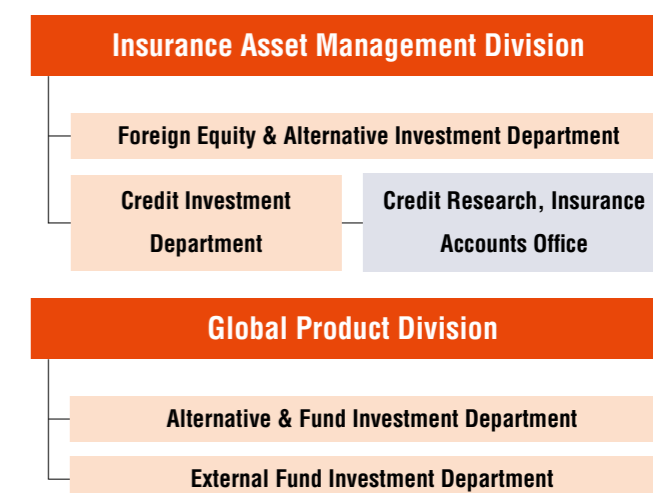 Insurance Asset Management Division
Foreign Equity & Alternative Investment Department
Credit Investment
Department
Credit Research, Insurance
Accounts Office
Global Product Division
Alternative & Fund Investment Department
External Fund Investment Department